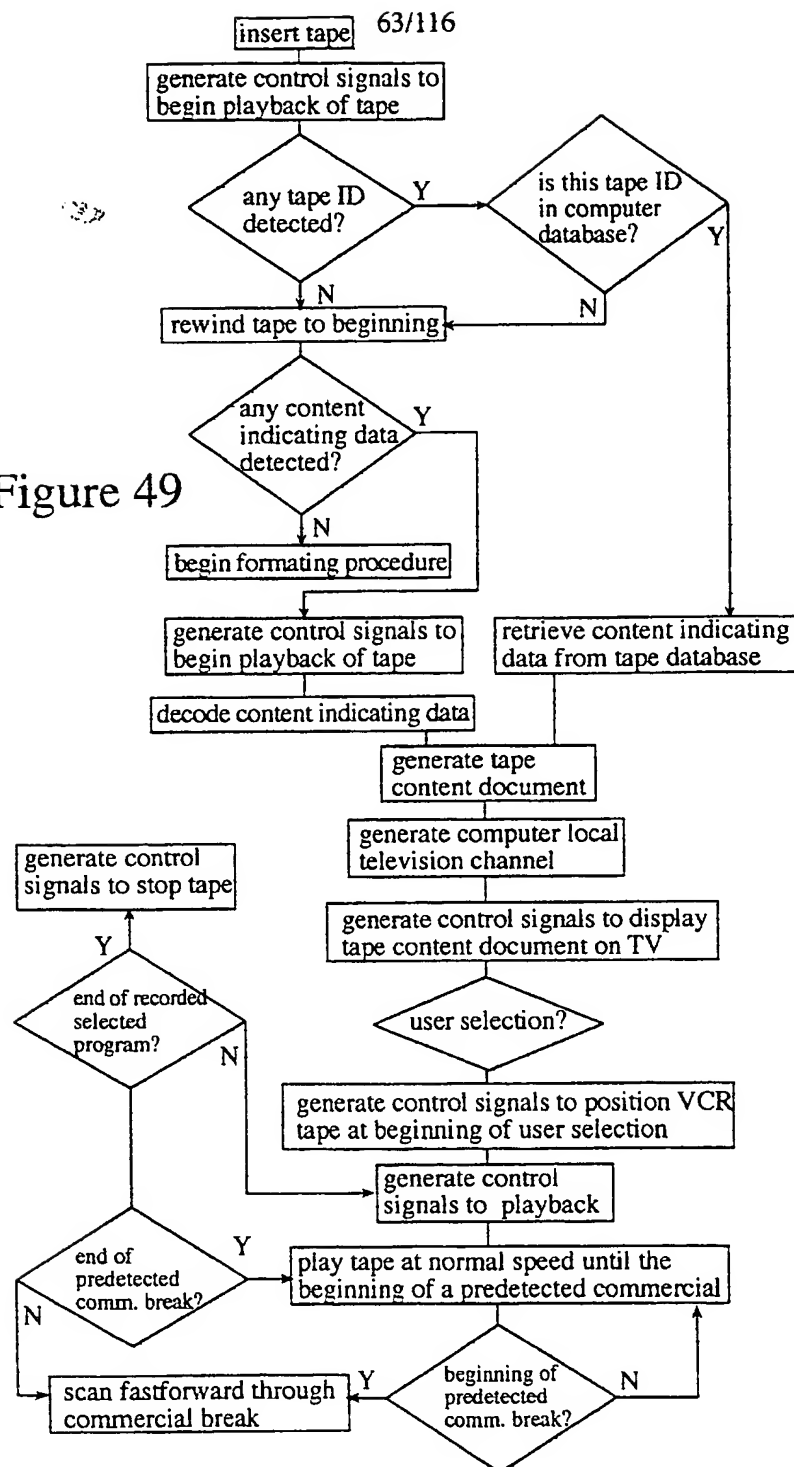 63/116
insert tape
generate control signals to
begin playback of tape
any tape ID
detected?
Y
is this tape ID
in computer
database?
Y
N
N
rewind tape to beginning
any content
indicating data
detected?
Y
Figure 49
N
begin formating procedure
generate control signals to
begin playback of tape
retrieve content indicating
data from tape database
decode content indicating data
generate tape
content document
generate computer local
television channel
generate control
signals to stop tape
generate control signals to display
tape content document on TV
Y
end of recorded
selected
program?
N
user selection?
generate control signals to position VCR
tape at beginning of user selection
generate control
signals to playback
end of
predetected
comm. break?
Y
N
play tape at normal speed until the
beginning of a predetected commercial
scan fastforward through
commercial break
Y
beginning of
predetected
comm. break?
N